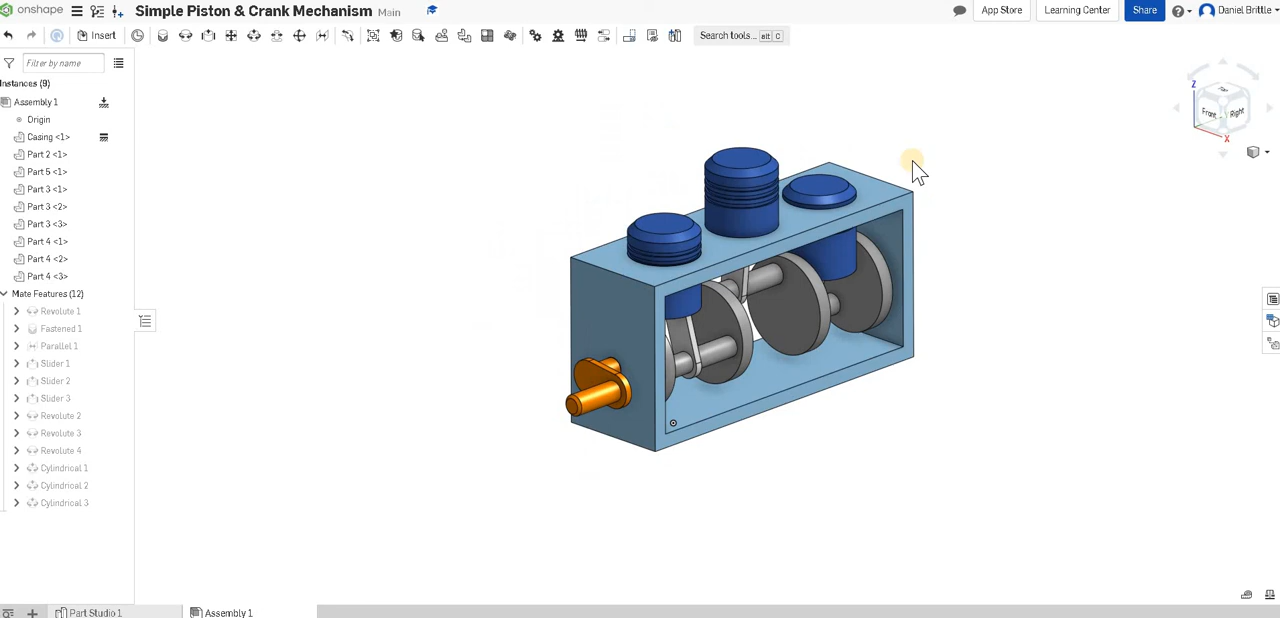 onshape
Simple Piston & Crank Mechanism Main
App Store
Learning Center
Share
Daniel Brittle
Insert
Search tools... alt C
Filter by name
Instances (9)
Assembly 1
Origin
Casing <1>
Part 2 <1>
Part 5 <1>
Part 3 <1>
Part 3 <2>
Part 3 <3>
Part 4 <1>
Part 4 <2>
Part 4 <3>
Mate Features (12)
Revolute 1
Fastened 1
Parallel 1
Slider 1
Slider 2
Slider 3
Revolute 2
Revolute 3
Revolute 4
Cylindrical 1
Cylindrical 2
Cylindrical 3
Z
Front
Right
X
Part Studio 1
Assembly 1